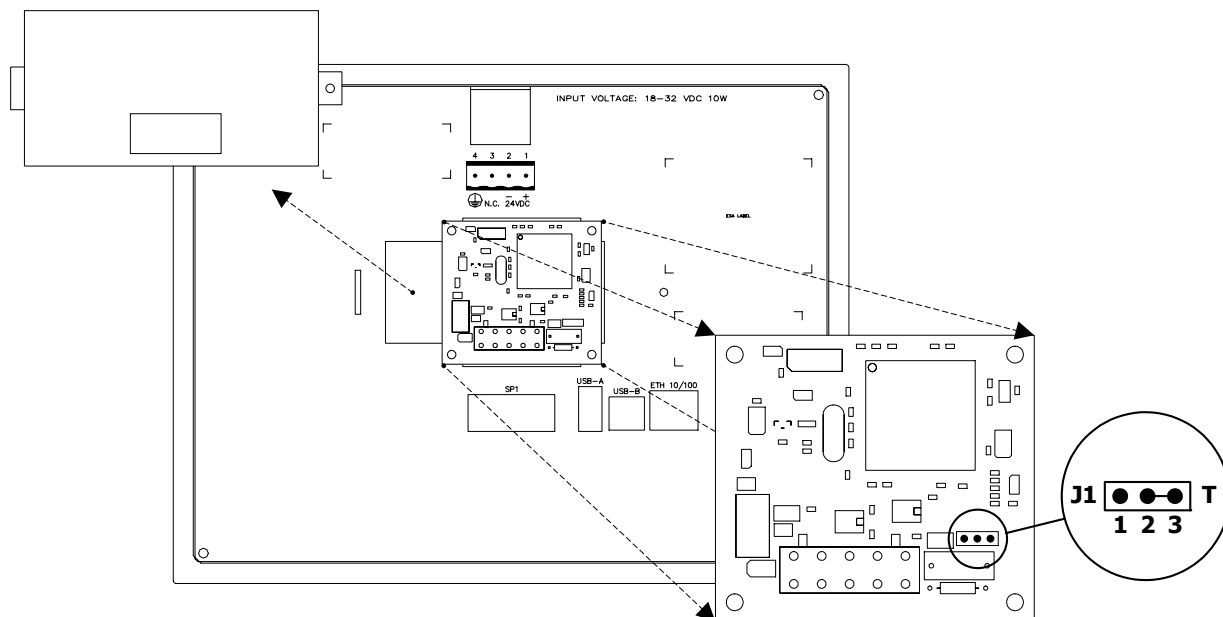 INPUT VOLTAGE: 18-32 VDC 10W
4 3 2 1
- +
N.C. 24VDC
ESA LABEL
SP1
USB-A
USB-B
ETH 10/100
J1 T
1 2 3